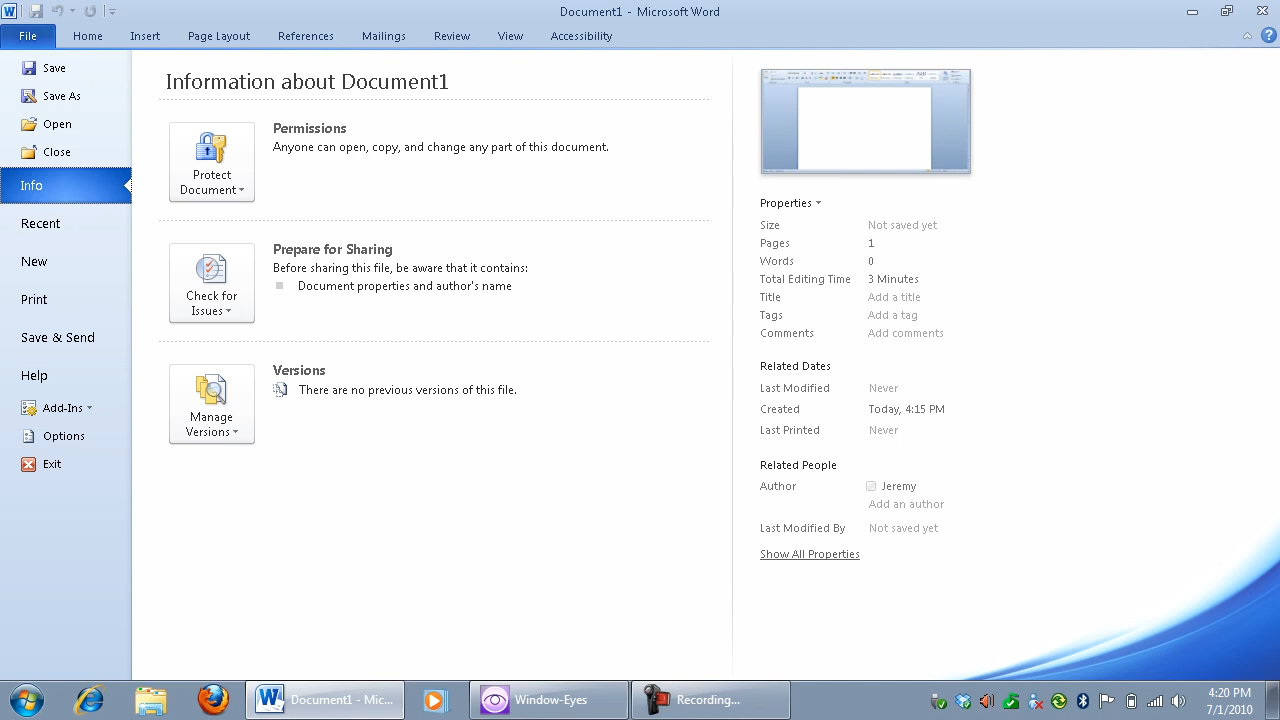 Document1 - Microsoft Word
File Home Insert Page Layout References Mailings Review View Accessibility
Save
Save As
Open
Close
Info
Recent
New
Print
Save & Send
Help
Add-Ins
Options
Exit
Information about Document1
Protect
Document
Permissions
Anyone can open, copy, and change any part of this document.
Check for
Issues
Prepare for Sharing
Before sharing this file, be aware that it contains:
Document properties and author's name
Manage
Versions
Versions
There are no previous versions of this file.
Properties
Size Not saved yet
Pages 1
Words 0
Total Editing Time 3 Minutes
Title Add a title
Tags Add a tag
Comments Add comments
Related Dates
Last Modified Never
Created Today, 4:15 PM
Last Printed Never
Related People
Author Jeremy
Add an author
Last Modified By Not saved yet
Show All Properties
Document1 - Mic... Window-Eyes Recording...
4:20 PM
7/1/2010